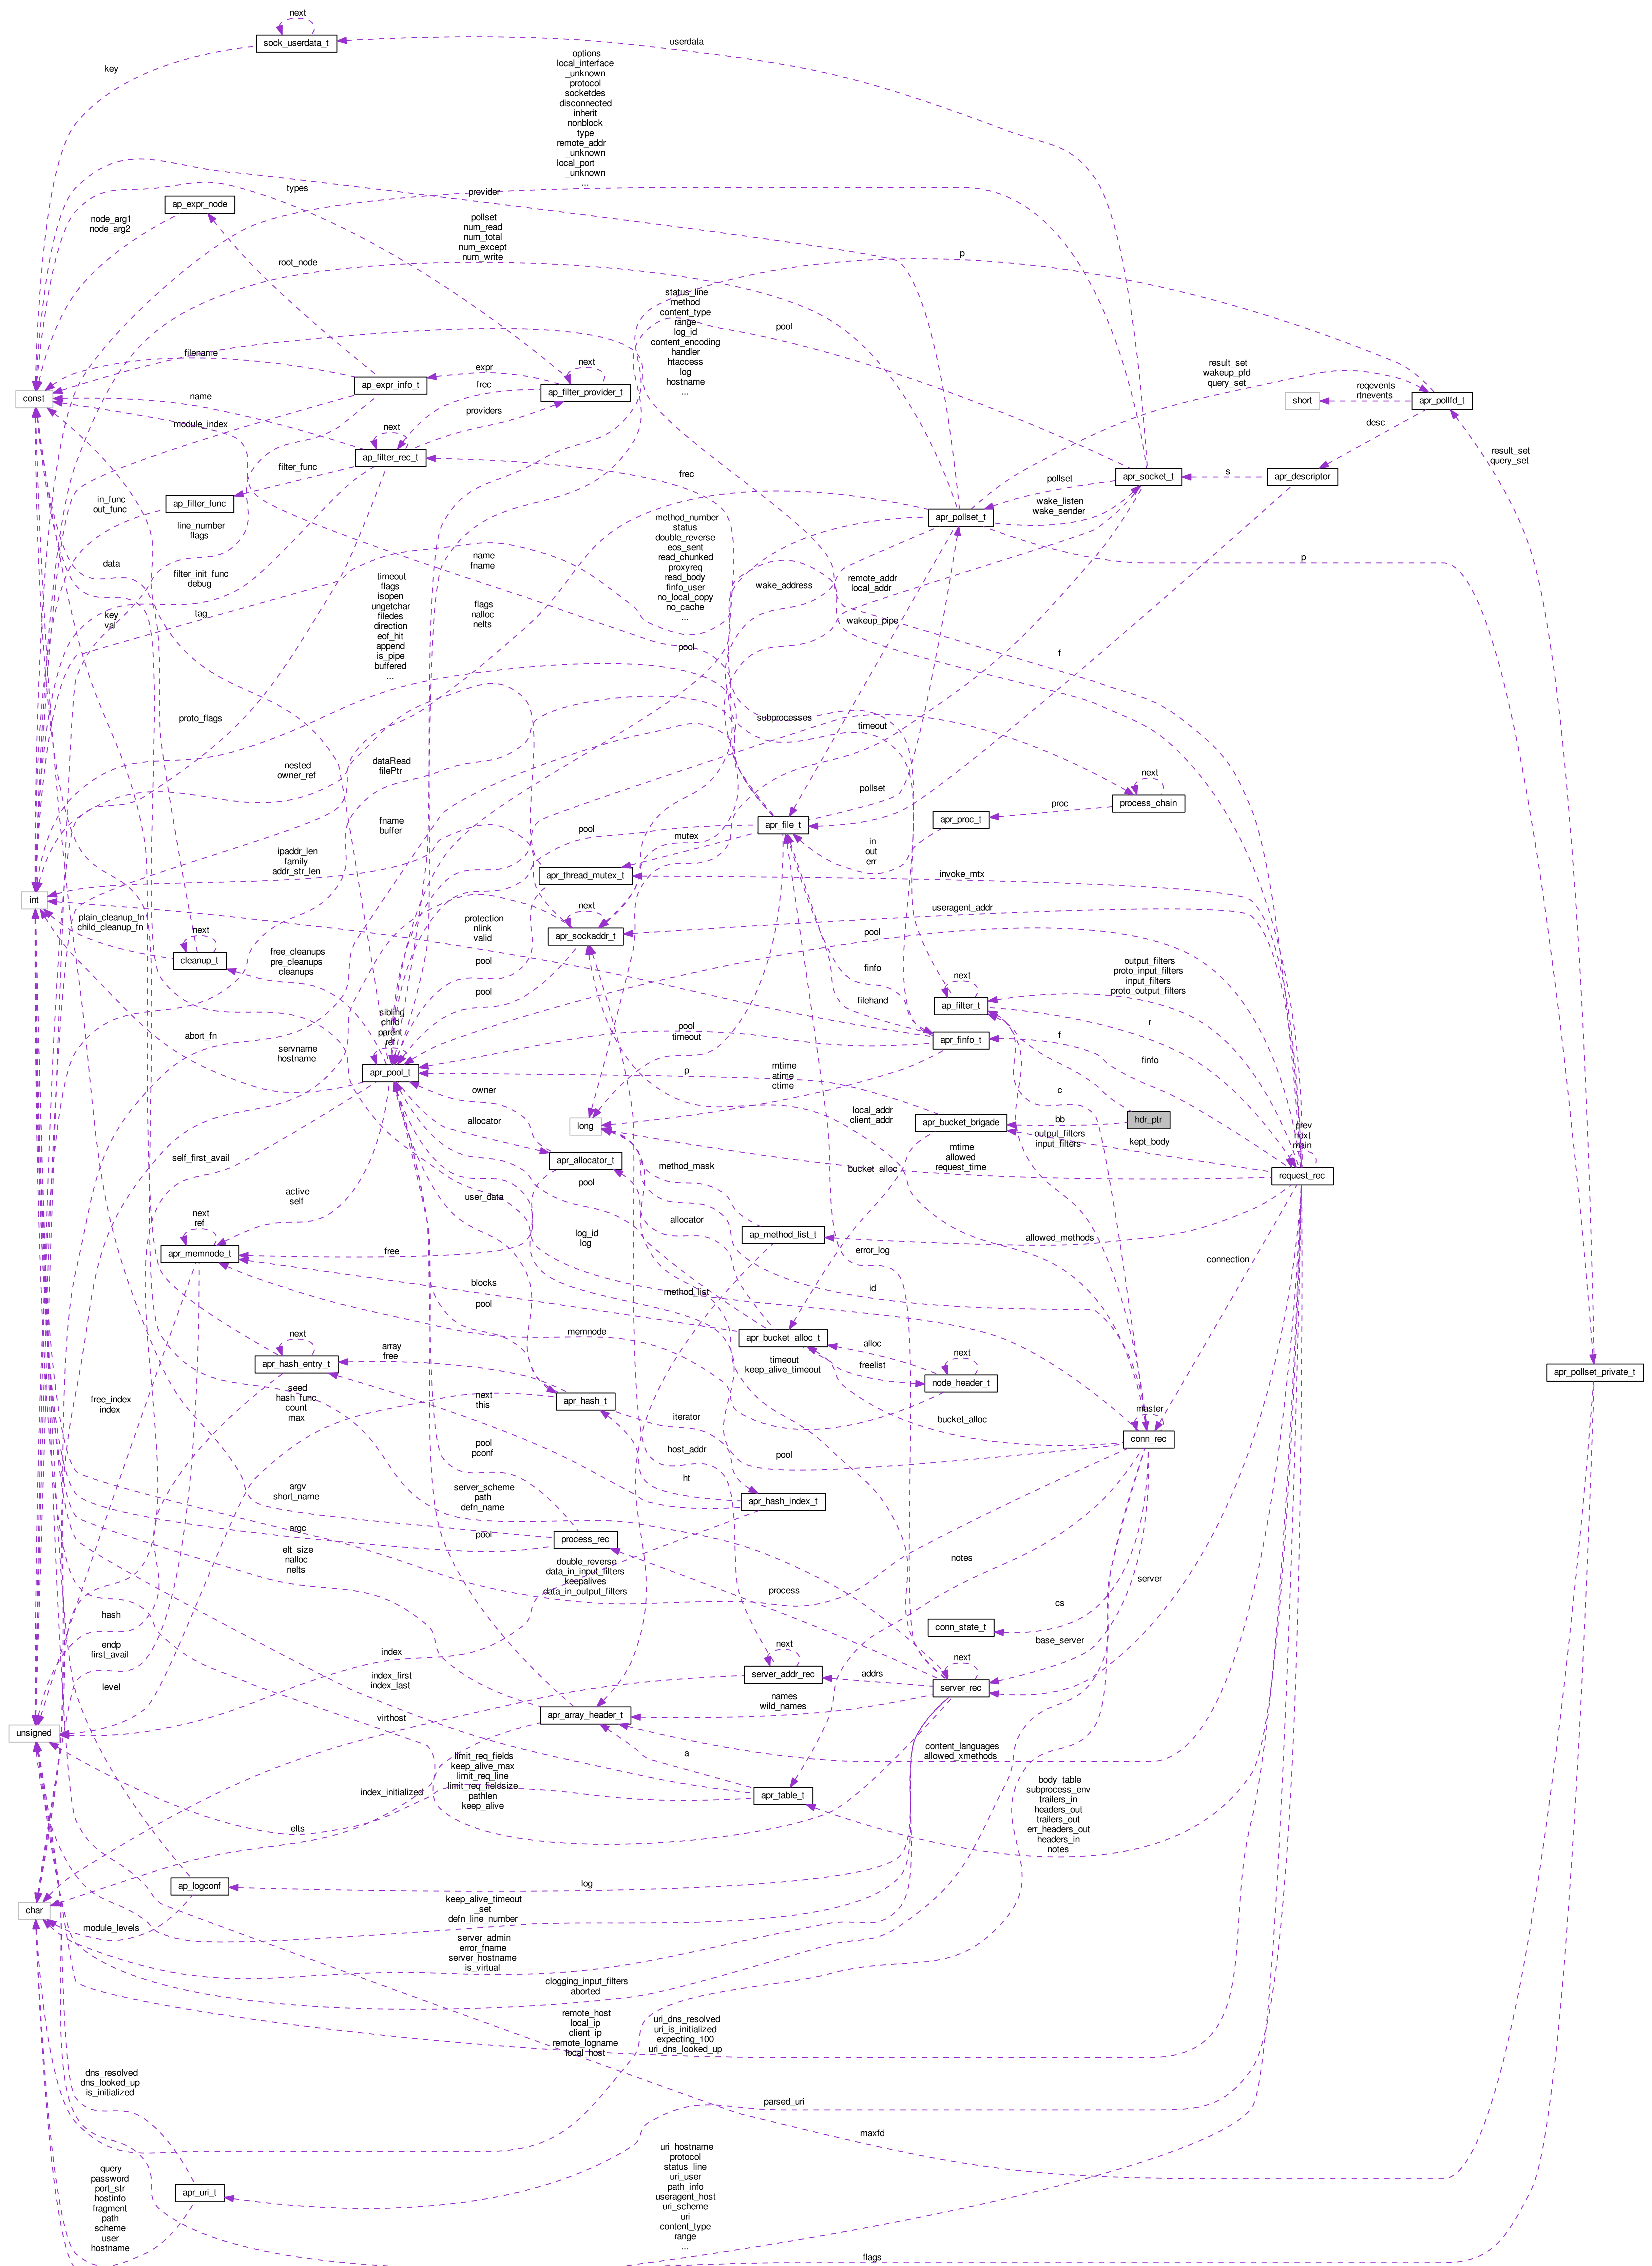 next
sock_userdata_t
userdata
key
options
local_interface
_unknown
protocol
socketdes
disconnected
inherit
nonblock
type
remote_addr
_unknown
local_port
_unknown
...
types
provider
ap_expr_node
node_arg1
node_arg2
pollset
num_read
num_total
num_except
num_write
root_node
p
status_line
method
content_type
range
log_id
content_encoding
handler
htaccess
log
hostname
...
pool
filename
expr
next
result_set
wakeup_pfd
query_set
reqevents
rtnevents
const
ap_expr_info_t
ap_filter_provider_t
short
apr_pollfd_t
name
frec
providers
module_index
next
desc
ap_filter_rec_t
result_set
query_set
filter_func
frec
apr_socket_t
s
apr_descriptor
pollset
in_func
out_func
ap_filter_func
wake_listen
wake_sender
apr_pollset_t
line_number
flags
method_number
status
double_reverse
eos_sent
read_chunked
proxyreq
read_body
finfo_user
no_local_copy
no_cache
...
name
fname
data
filter_init_func
debug
timeout
flags
isopen
ungetchar
filedes
direction
eof_hit
append
is_pipe
buffered
...
wake_address
remote_addr
local_addr
p
key
val
tag
flags
nalloc
nelts
wakeup_pipe
pool
f
proto_flags
subprocesses
timeout
nested
owner_ref
dataRead
filePtr
pollset
next
process_chain
proc
fname
buffer
pool
apr_file_t
mutex
apr_proc_t
in
out
err
ipaddr_len
family
addr_str_len
apr_thread_mutex_t
invoke_mtx
int
plain_cleanup_fn
child_cleanup_fn
next
cleanup_t
protection
nlink
valid
next
apr_sockaddr_t
useragent_addr
pool
free_cleanups
pre_cleanups
cleanups
pool
finfo
next
output_filters
proto_input_filters
input_filters
proto_output_filters
pool
filehand
ap_filter_t
abort_fn
sibling
child
parent
ref
pool
timeout
r
f
apr_finfo_t
finfo
servname
hostname
apr_pool_t
p
mtime
atime
ctime
owner
c
long
local_addr
client_addr
apr_bucket_brigade
bb
hdr_ptr
allocator
output_filters
input_filters
kept_body
prev
next
main
self_first_avail
apr_allocator_t
method_mask
bucket_alloc
mtime
allowed
request_time
request_rec
active
self
user_data
pool
next
ref
allocator
ap_method_list_t
allowed_methods
apr_memnode_t
free
log_id
log
error_log
connection
blocks
method_list
id
pool
memnode
apr_bucket_alloc_t
alloc
next
array
free
timeout
keep_alive_timeout
freelist
apr_hash_entry_t
next
node_header_t
apr_pollset_private_t
free_index
index
seed
hash_func
count
max
next
this
apr_hash_t
iterator
bucket_alloc
master
conn_rec
pool
pconf
host_addr
pool
ht
argv
short_name
server_scheme
path
defn_name
apr_hash_index_t
argc
pool
process_rec
elt_size
nalloc
nelts
double_reverse
data_in_input_filters
keepalives
data_in_output_filters
notes
process
server
cs
hash
conn_state_t
endp
first_avail
index
base_server
next
next
level
index_first
index_last
server_addr_rec
addrs
server_rec
virthost
names
wild_names
apr_array_header_t
unsigned
content_languages
allowed_xmethods
limit_req_fields
keep_alive_max
limit_req_line
limit_req_fieldsize
pathlen
keep_alive
a
index_initialized
apr_table_t
body_table
subprocess_env
trailers_in
headers_out
trailers_out
err_headers_out
headers_in
notes
elts
ap_logconf
log
char
keep_alive_timeout
_set
defn_line_number
module_levels
server_admin
error_fname
server_hostname
is_virtual
clogging_input_filters
aborted
remote_host
local_ip
client_ip
remote_logname
local_host
uri_dns_resolved
uri_is_initialized
expecting_100
uri_dns_looked_up
dns_resolved
dns_looked_up
is_initialized
parsed_uri
maxfd
query
password
port_str
hostinfo
fragment
path
scheme
user
hostname
apr_uri_t
uri_hostname
protocol
status_line
uri_user
path_info
useragent_host
uri_scheme
uri
content_type
range
...
flags